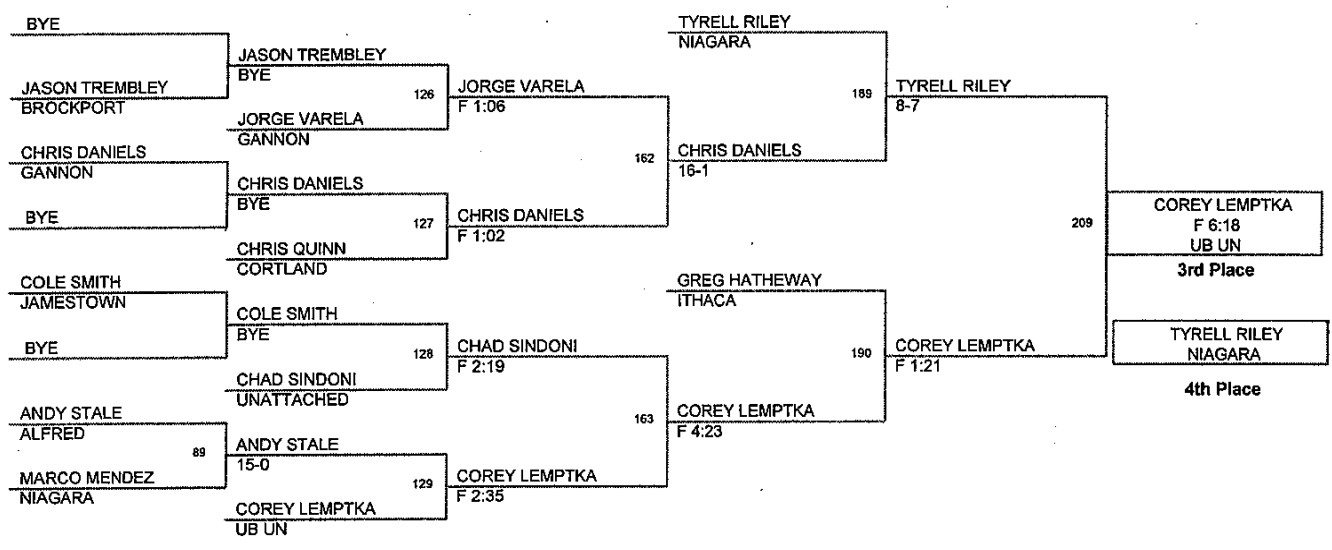 BYE
JASON TREMBLEY
BROCKPORT
CHRIS DANIELS
GANNON
BYE
COLE SMITH
JAMESTOWN
BYE
ANDY STALE
ALFRED
89
MARCO MENDEZ
NIAGARA
JASON TREMBLEY
BYE
126
JORGE VARELA
GANNON
CHRIS DANIELS
BYE
127
CHRIS QUINN
CORTLAND
COLE SMITH
BYE
128
CHAD SINDONI
UNATTACHED
ANDY STALE
15-0
129
COREY LEMPTKA
UB UN
JORGE VARELA
F 1:06
162
CHRIS DANIELS
F 1:02
CHAD SINDONI
F 2:19
163
COREY LEMPTKA
F 2:35
TYRELL RILEY
NIAGARA
189
CHRIS DANIELS
16-1
GREG HATHEWAY
ITHACA
190
COREY LEMPTKA
F 4:23
TYRELL RILEY
8-7
209
COREY LEMPTKA
F 1:21
COREY LEMPTKA
F 6:18
UB UN
3rd Place
TYRELL RILEY
NIAGARA
4th Place